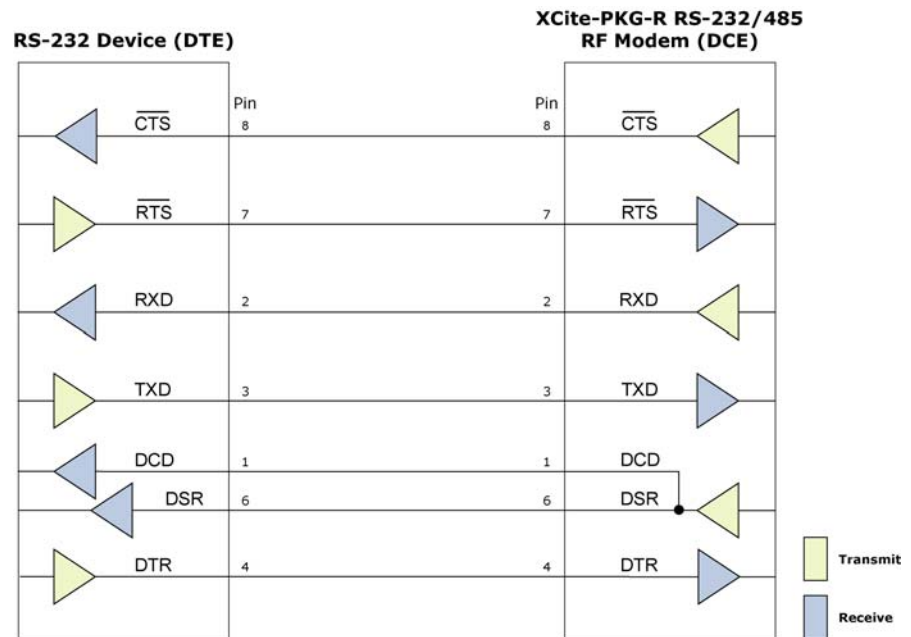 XCite-PKG-R RS-232/485
RS-232 Device (DTE) RF Modem (DCE)
Pin Pin
CTS 8 8 CTS
RTS 7 7 RTS
RXD 2 2 RXD
TXD 3 3 TXD
DCD 1 1 DCD
DSR 6 6 DSR
DTR 4 4 DTR
Transmit
Receive